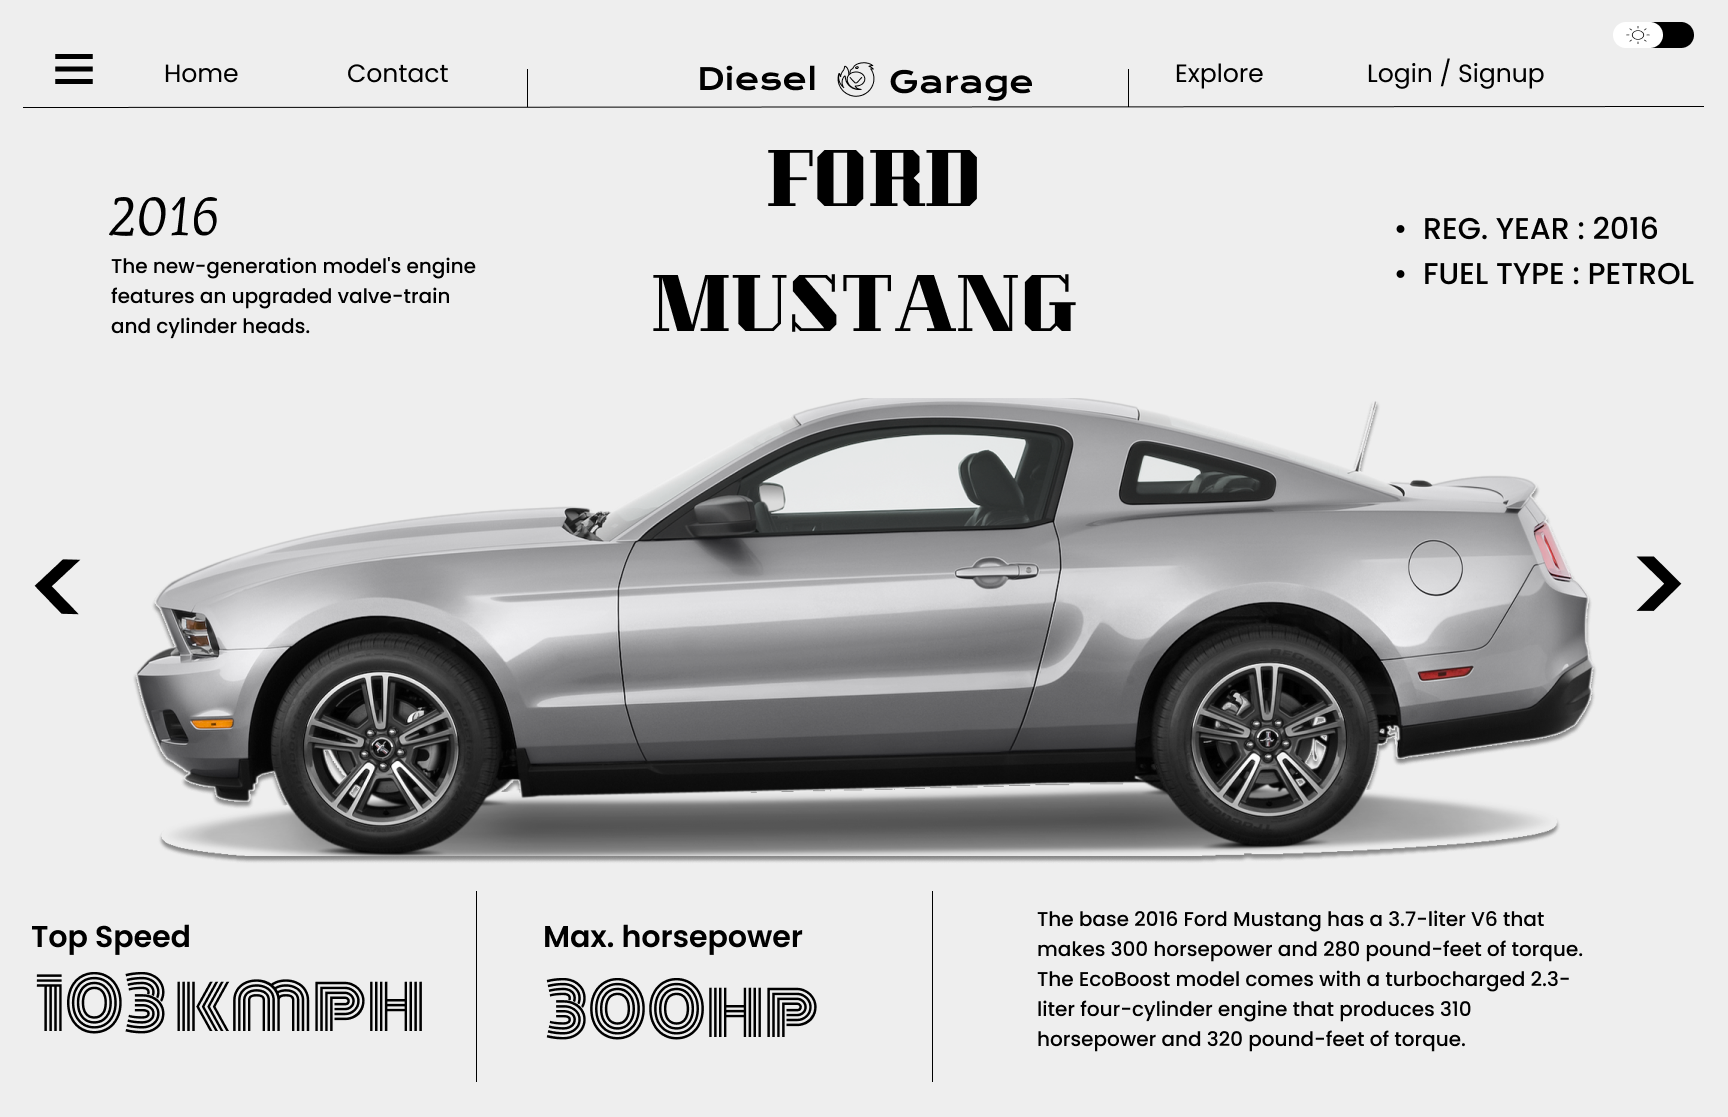 Home
Contact
Diesel Garage
Explore
Login / Signup
FORD
MUSTANG
2016
The new-generation model's engine
features an upgraded valve-train
and cylinder heads.
• REG. YEAR : 2016
• FUEL TYPE : PETROL
Top Speed
103 KMPH
Max. horsepower
300HP
The base 2016 Ford Mustang has a 3.7-liter V6 that
makes 300 horsepower and 280 pound-feet of torque.
The EcoBoost model comes with a turbocharged 2.3-
liter four-cylinder engine that produces 310
horsepower and 320 pound-feet of torque.